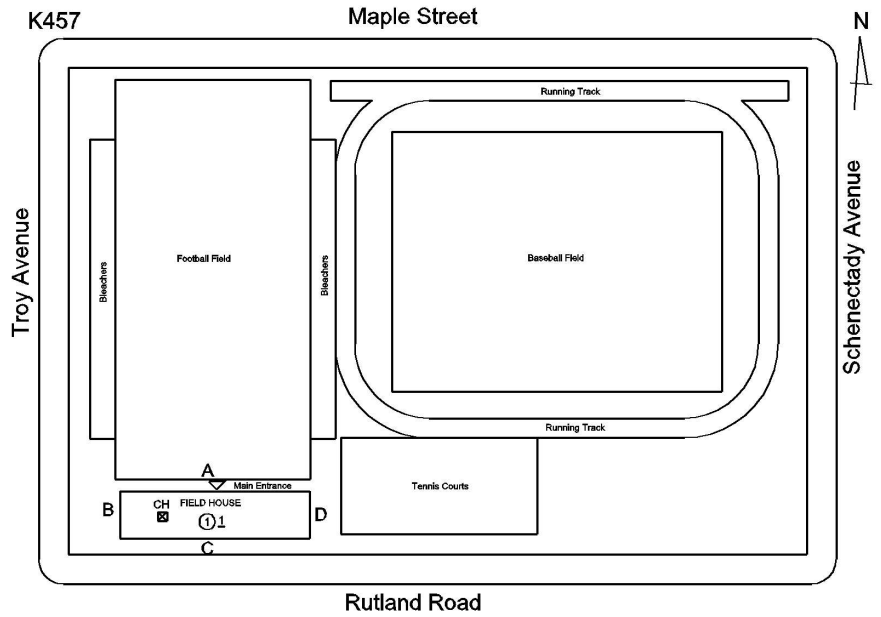 K457
Maple Street
N
Running Track
Troy Avenue
Bleachers
Football Field
Bleachers
Baseball Field
Schenectady Avenue
Running Track
A
Main Entrance
Tennis Courts
B
CH
FIELD HOUSE
1 1
D
C
Rutland Road